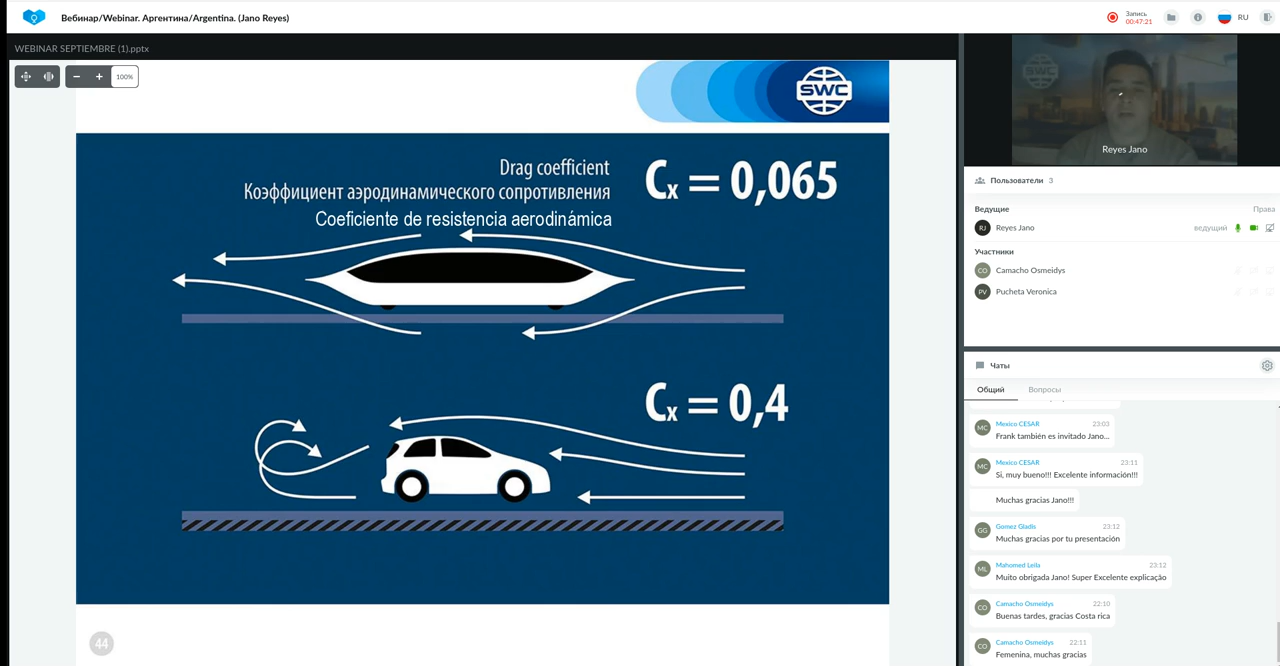 Вебинар/Webinar. Аргентина/Argentina. (Jano Reyes)
Запись
00:47:21
RU
WEBINAR SEPTIEMBRE (1).pptx
100%
SWC
Drag coefficient
Коэффициент аэродинамического сопротивления
Coeficiente de resistencia aerodinámica
Cx = 0,065
Cx = 0,4
44
SWC
Reyes Jano
Пользователи 3
Ведущие Права
RJ Reyes Jano ведущий
Участники
CO Camacho Osmeidys
PV Pucheta Veronica
Чаты
Общий Вопросы
MC Mexico CESAR 23:03
Frank también es invitado Jano...
MC Mexico CESAR 23:11
Si, muy bueno!!! Excelente información!!!
Muchas gracias Jano!!!
GG Gomez Gladis 23:12
Muchas gracias por tu presentación
ML Mahomed Leila 23:12
Muito obrigada Jano! Super Excelente explicação
CO Camacho Osmeidys 22:10
Buenas tardes, gracias Costa rica
CO Camacho Osmeidys 22:11
Femenina, muchas gracias